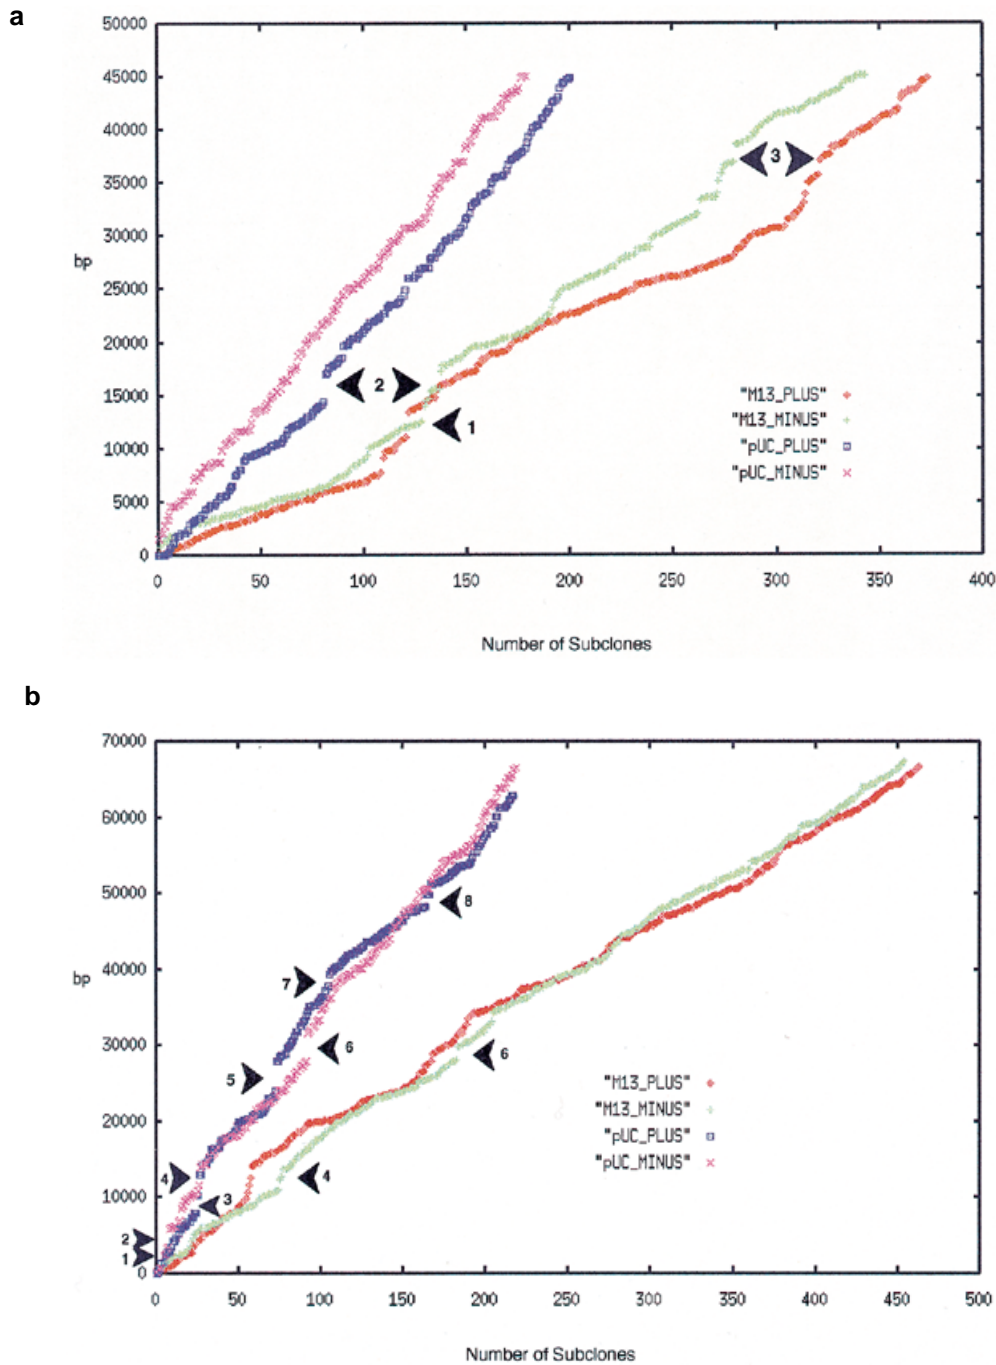 a
50000
45000
40000
35000
30000
bp
25000
20000
15000
10000
5000
0
3
2
1
"M13_PLUS"
"M13_MINUS"
"pUC_PLUS"
"pUC_MINUS"
0 50 100 150 200 250 300 350 400
Number of Subclones
b
70000
60000
50000
40000
bp
30000
20000
10000
0
8
7
6
6
5
4
4
3
2
1
"M13_PLUS"
"M13_MINUS"
"pUC_PLUS"
"pUC_MINUS"
0 50 100 150 200 250 300 350 400 450 500
Number of Subclones